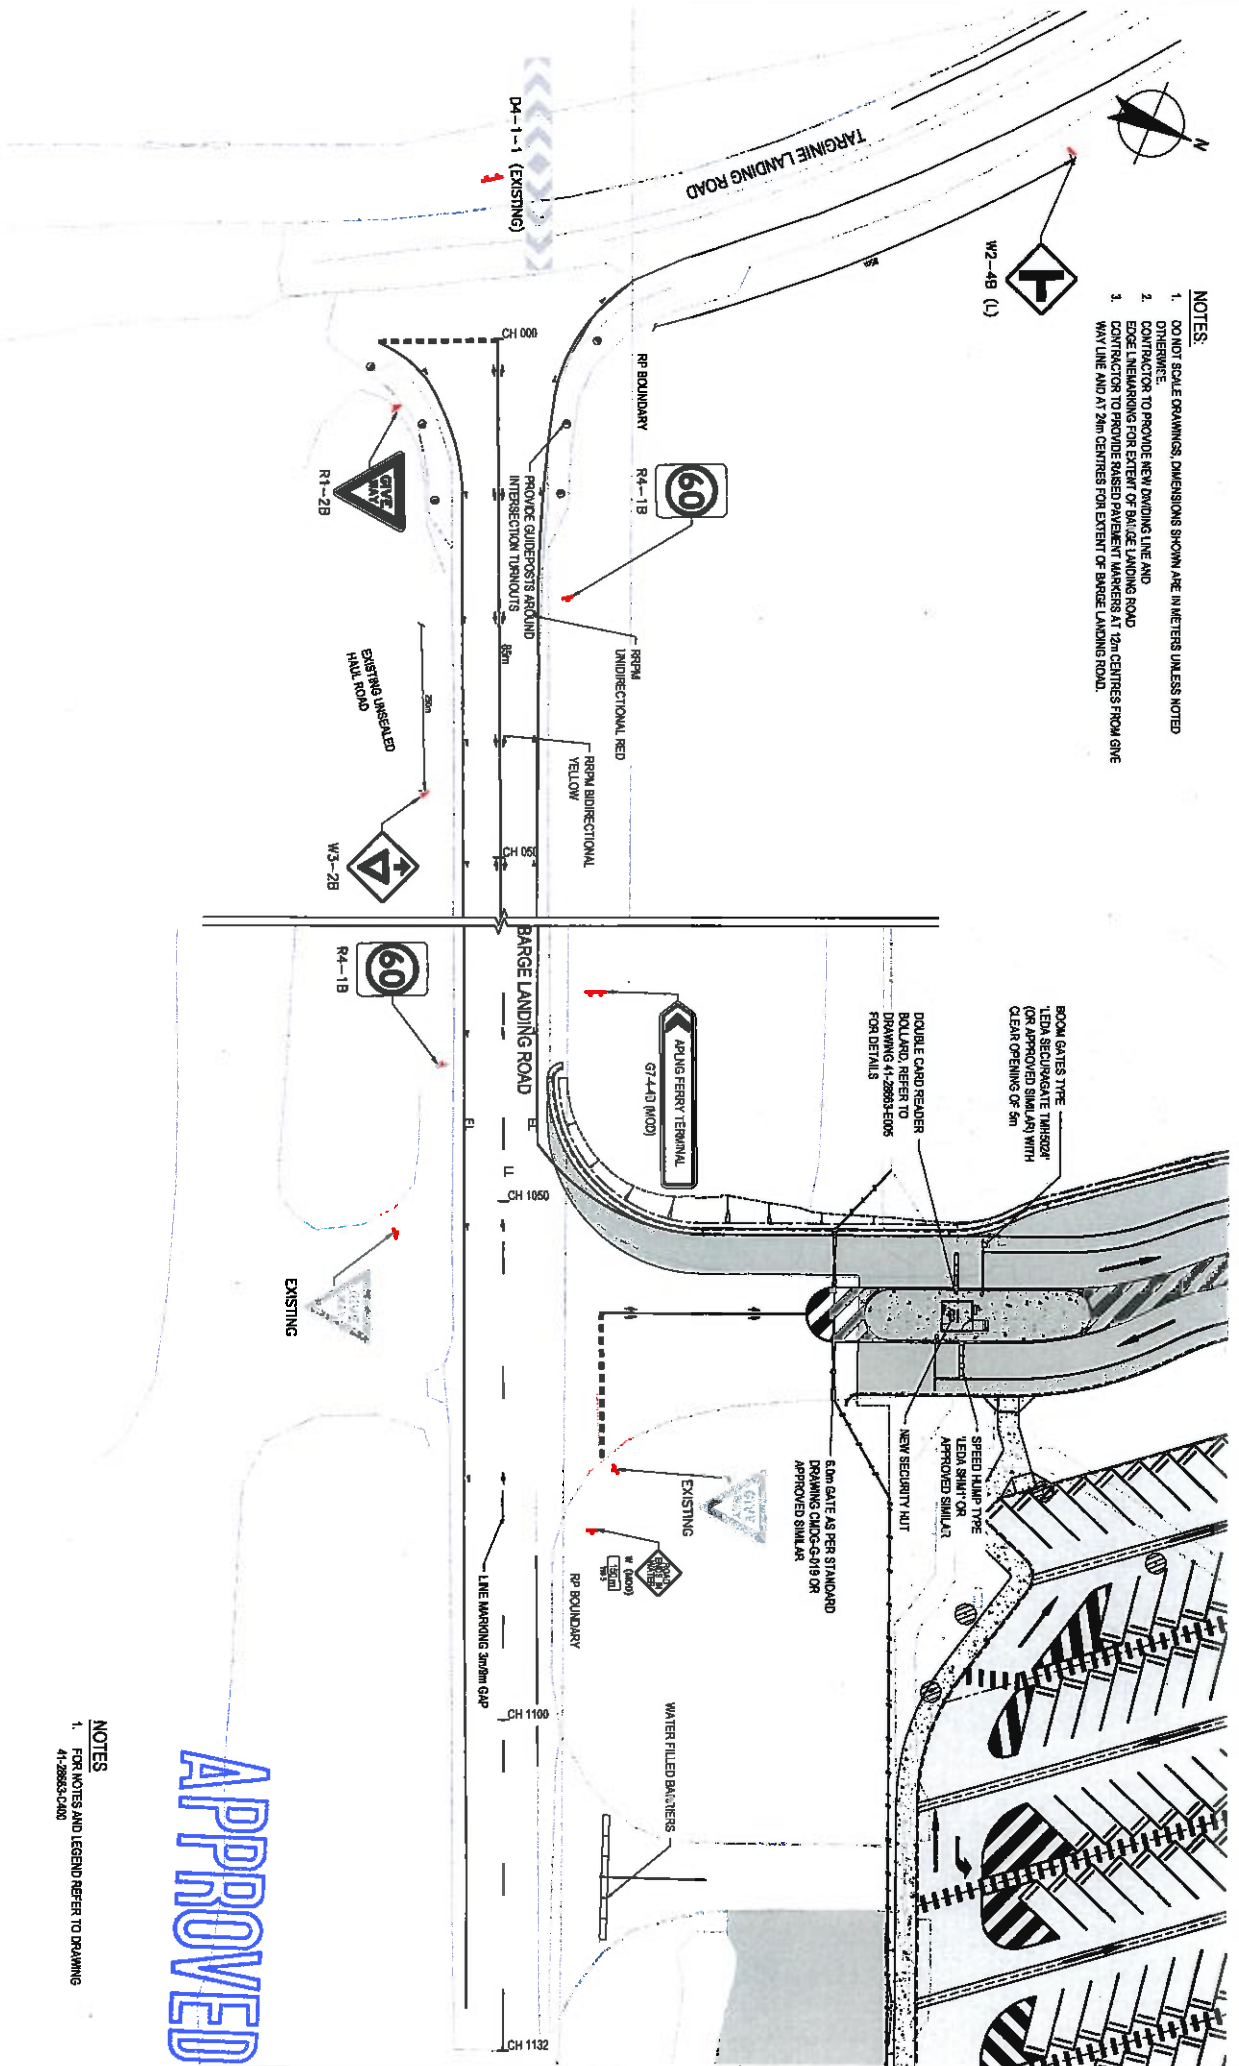 NOTES:
1. DO NOT SCALE DRAWINGS, DIMENSIONS SHOWN ARE IN METERS UNLESS NOTED
OTHERWISE.
2. CONTRACTOR TO PROVIDE NEW DIVIDING LINE AND
EDGE LINEMARKING FOR EXTENT OF BARGE LANDING ROAD
3. CONTRACTOR TO PROVIDE RAISED PAVEMENT MARKERS AT 12m CENTRES FROM GIVE
WAY LINE AND AT 24m CENTRES FOR EXTENT OF BARGE LANDING ROAD.
N
W2-4B (L)
TARGINIE LANDING ROAD
D4-1-1 (EXISTING)
CH 000
RP BOUNDARY
60
R4-1B
PROVIDE GUIDEPOSTS AROUND
INTERSECTION TURNOUTS
RRPM
UNIDIRECTIONAL RED
RRPM BIDIRECTIONAL
YELLOW
85m
CH 050
GIVE
WAY
R1-2B
EXISTING UNSEALED
HAUL ROAD
250m
W3-2B
60
R4-1B
BARGE LANDING ROAD
APLNG FERRY TERMINAL
G7-4-4D (MOD)
BOOM GATES TYPE
'LEDA SECURAGATE TMH5024'
(OR APPROVED SIMILAR) WITH
CLEAR OPENING OF 5m
DOUBLE CARD READER
BOLLARD, REFER TO
DRAWING 41-28663-E005
FOR DETAILS
EL
EL
LL
CH 1050
EXISTING
SPEED HUMP TYPE
'LEDA SHM1' OR
APPROVED SIMILAR
NEW SECURITY HUT
6.0m GATE AS PER STANDARD
DRAWING CMDG-G-019 OR
APPROVED SIMILAR
GIVE
EXISTING
W (MOD)
150m
RP BOUNDARY
LINE MARKING 3m/9m GAP
CH 1100
WATER FILLED BARRIERS
CH 1132
NOTES
1. FOR NOTES AND LEGEND REFER TO DRAWING
41-28663-C400
APPROVED